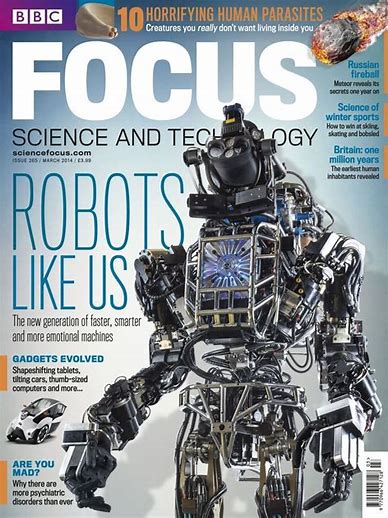 BBC
10 HORRIFYING HUMAN PARASITES
Creatures you really don't want living inside you
FOCUS
SCIENCE AND TECHNOLOGY
sciencefocus.com
ISSUE 265 / MARCH 2014 / £3.99
Russian
fireball
Meteor reveals its
secrets one year on
Science of
winter sports
How to win at skiing,
skating and bobsled
Britain: one
million years
The earliest human
inhabitants revealed
ROBOTS
LIKE US
The new generation of faster, smarter
and more emotional machines
GADGETS EVOLVED
Shapeshifting tablets,
tilting cars, thumb-sized
computers and more...
ARE YOU
MAD?
Why there are
more psychiatric
disorders than ever